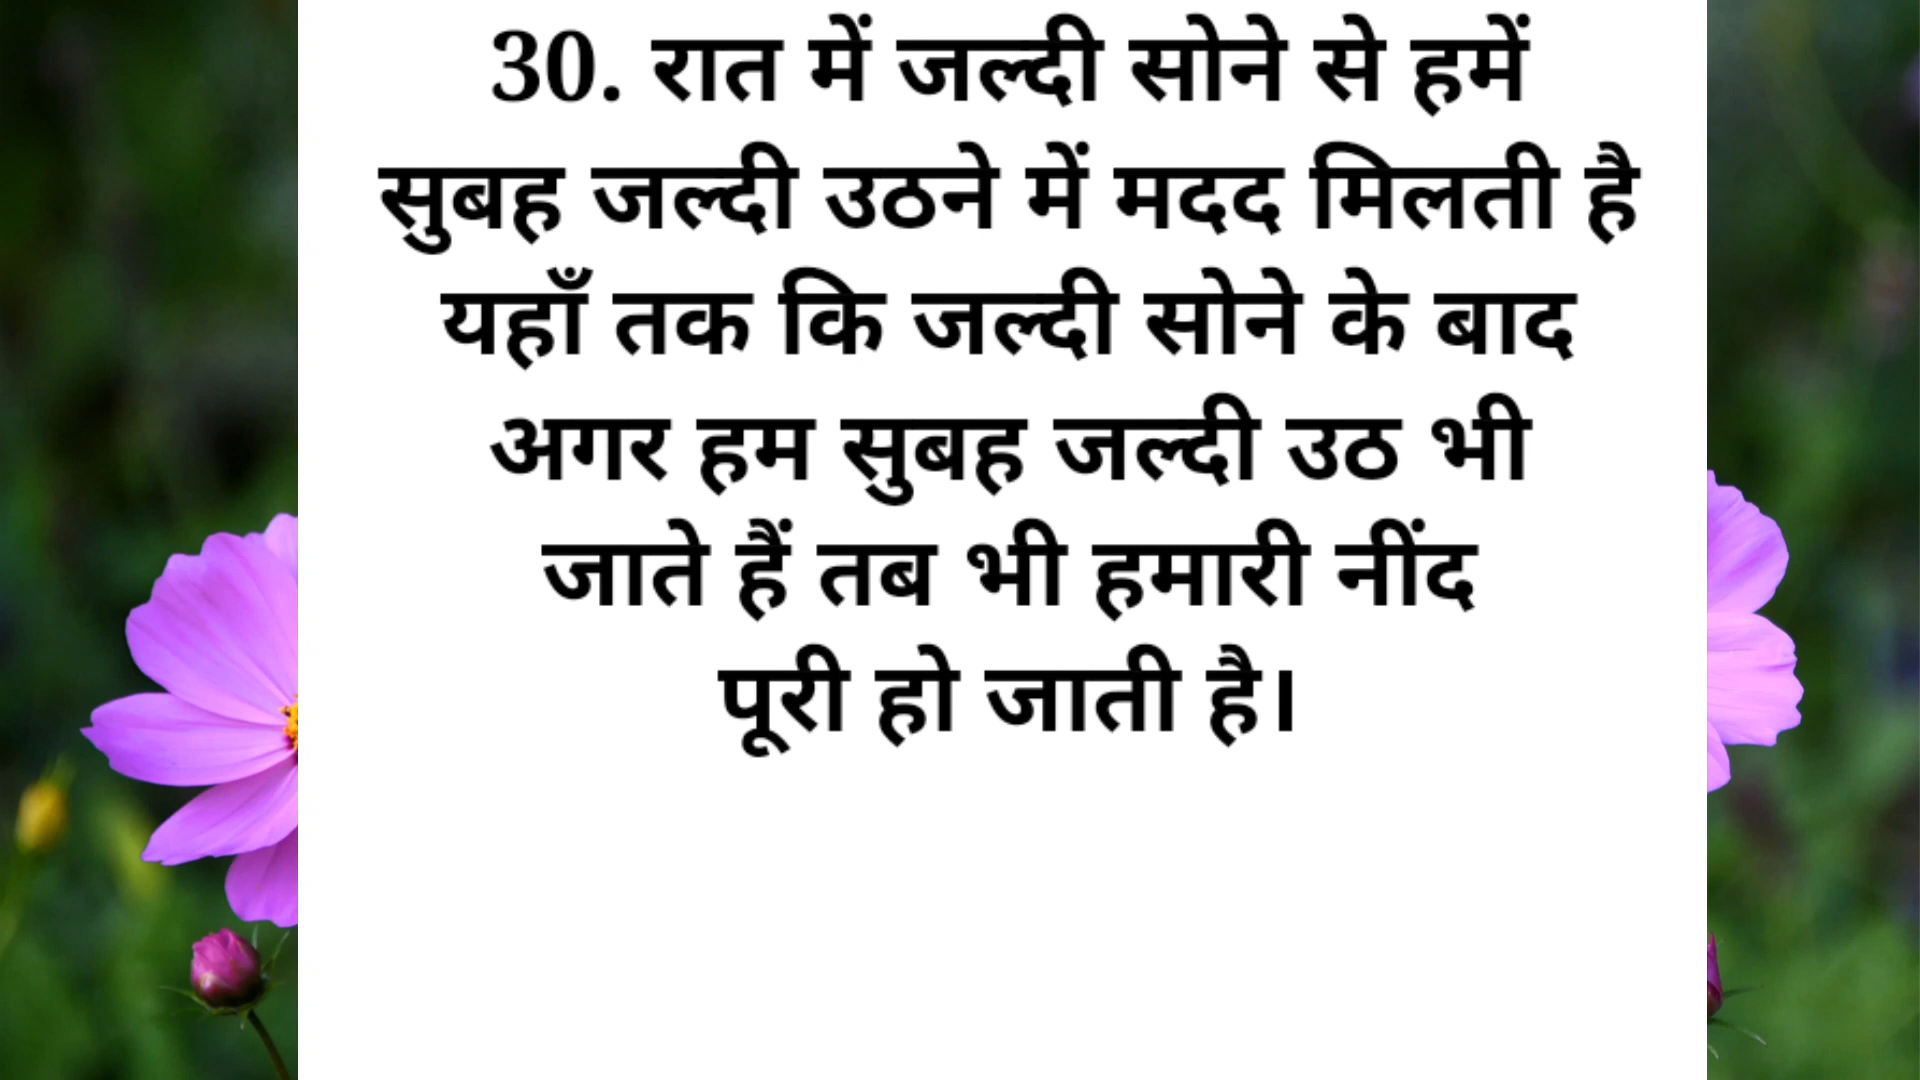 30. रात में जल्दी सोने से हमें
सुबह जल्दी उठने में मदद मिलती है
यहाँ तक कि जल्दी सोने के बाद
अगर हम सुबह जल्दी उठ भी
जाते हैं तब भी हमारी नींद
पूरी हो जाती है।